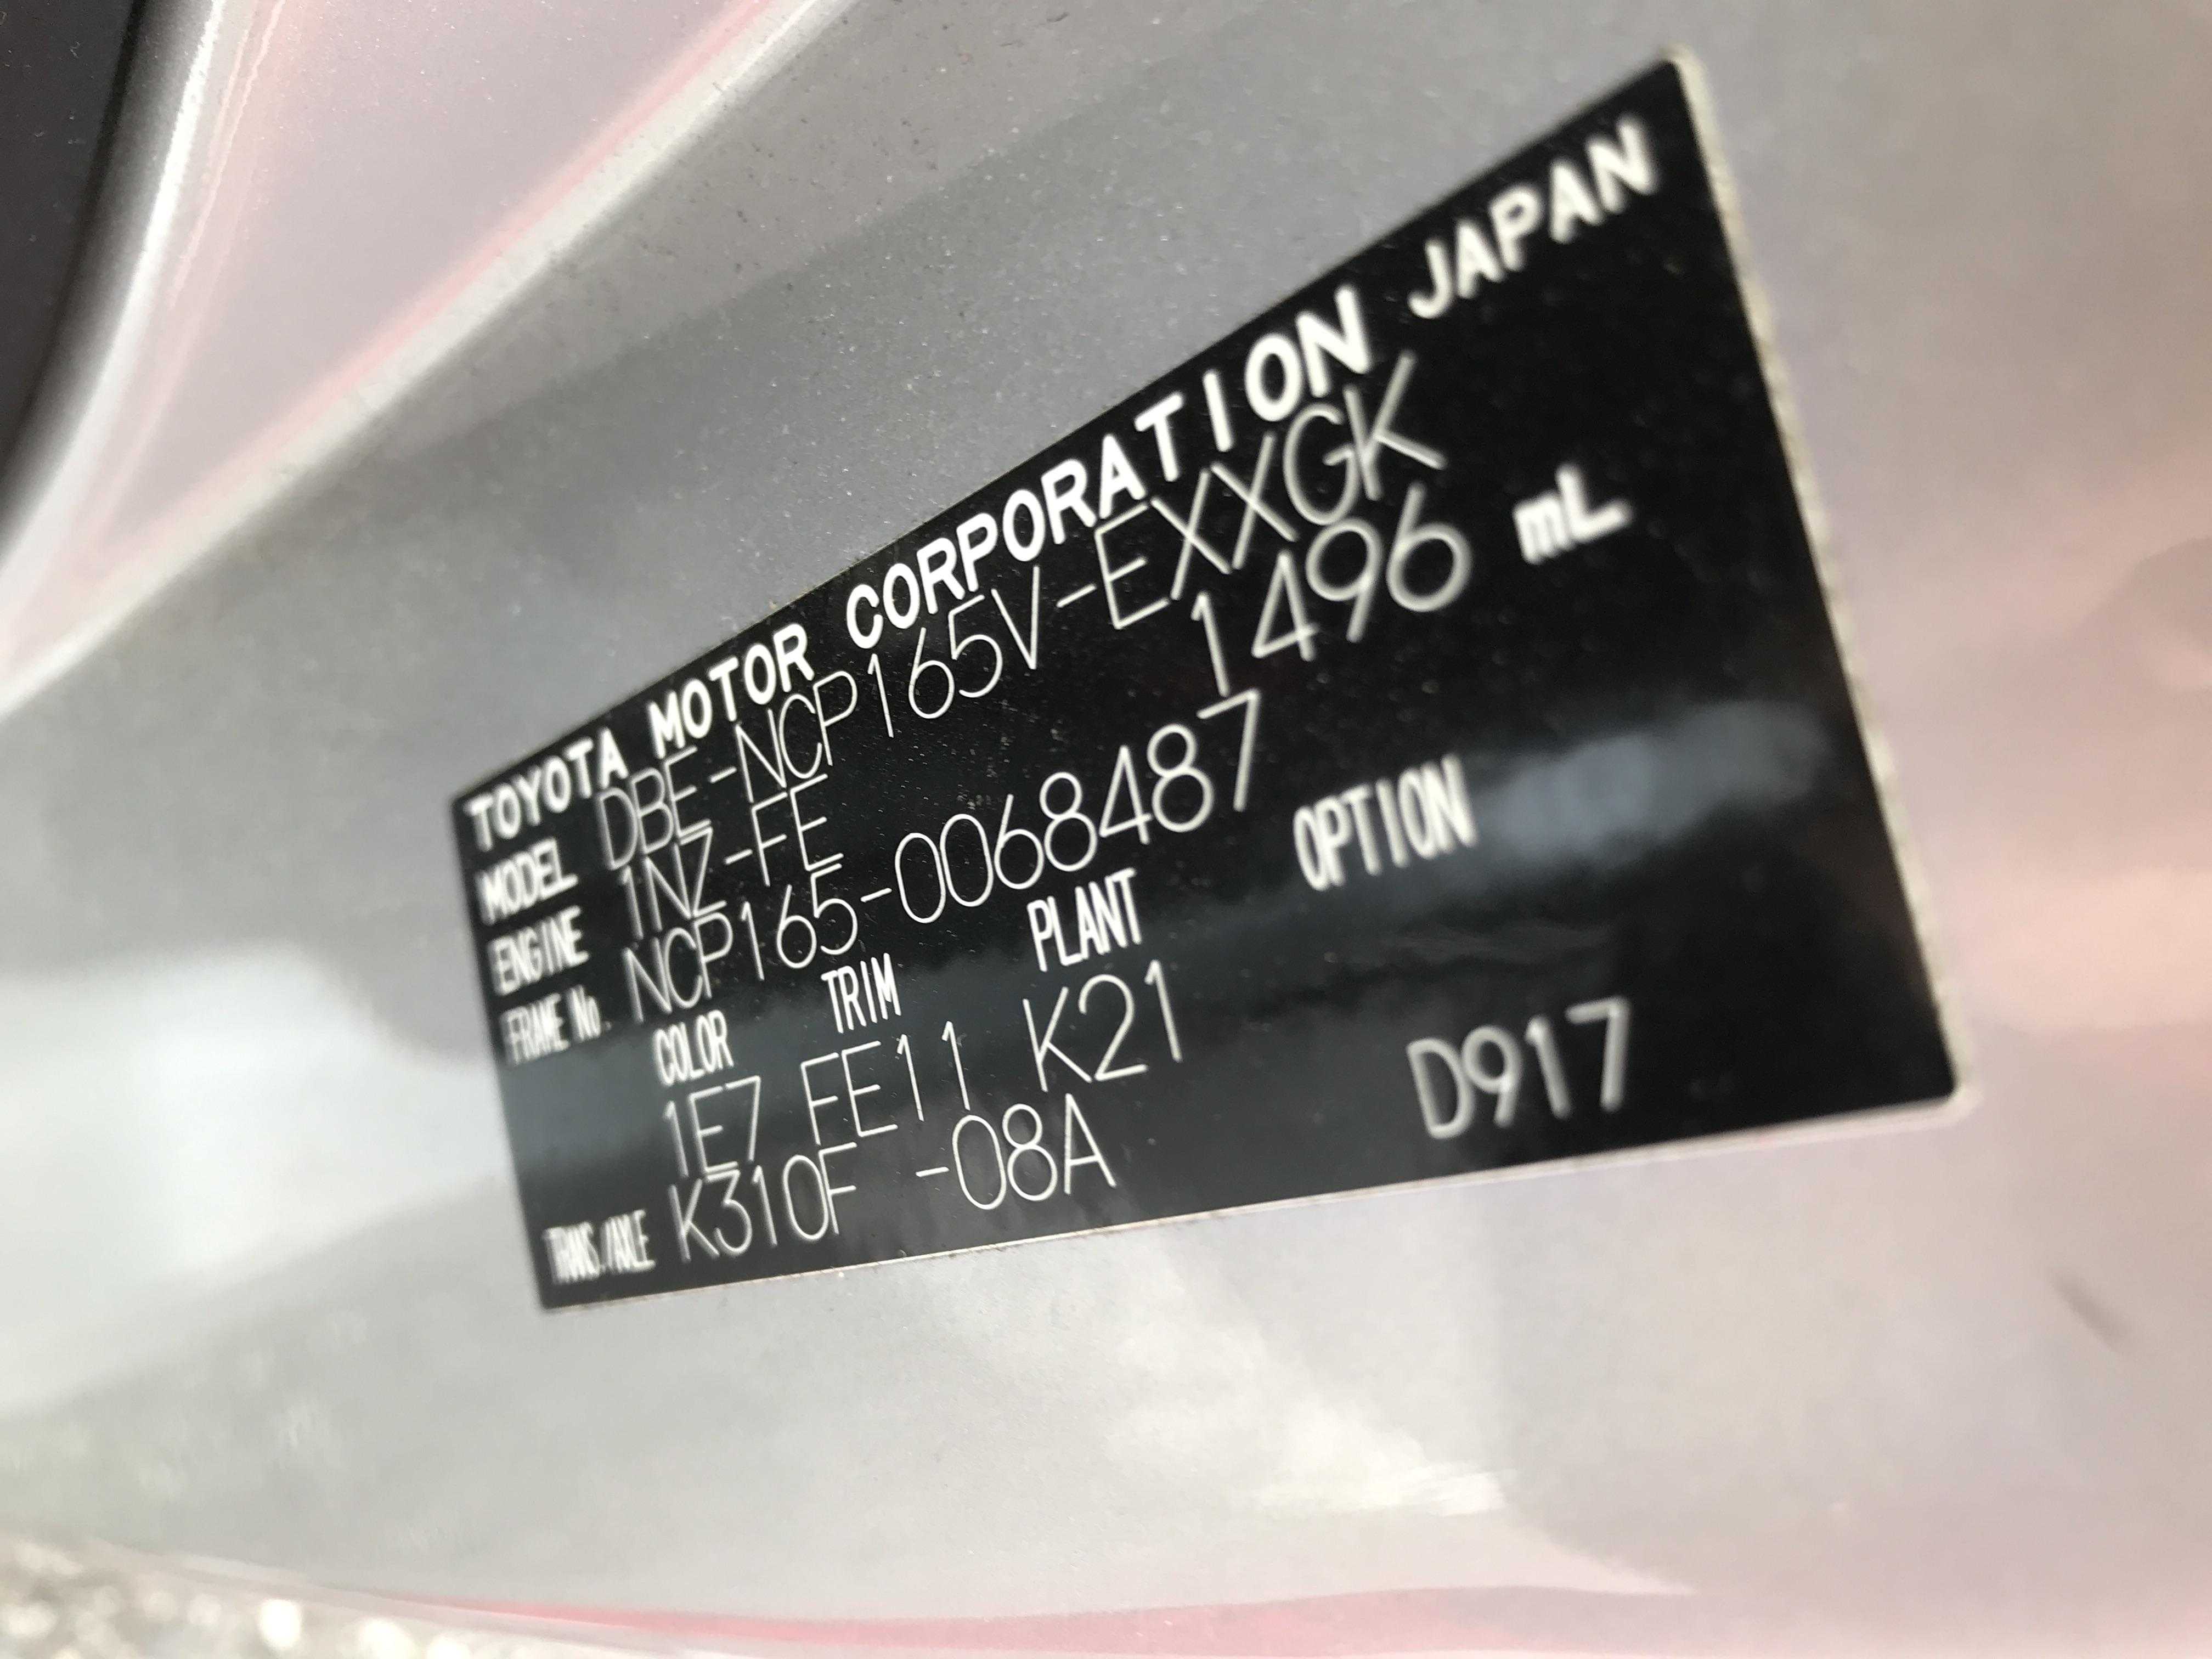 TOYOTA MOTOR CORPORATION JAPAN
MODEL DBE-NCP165V-EXXGK
ENGINE 1NZ-FE 1496 mL
FRAME No. NCP165-0068487
COLOR TRIM PLANT OPTION
1E7 EE11 K21
TRANS./AXLE K310F -08A D917